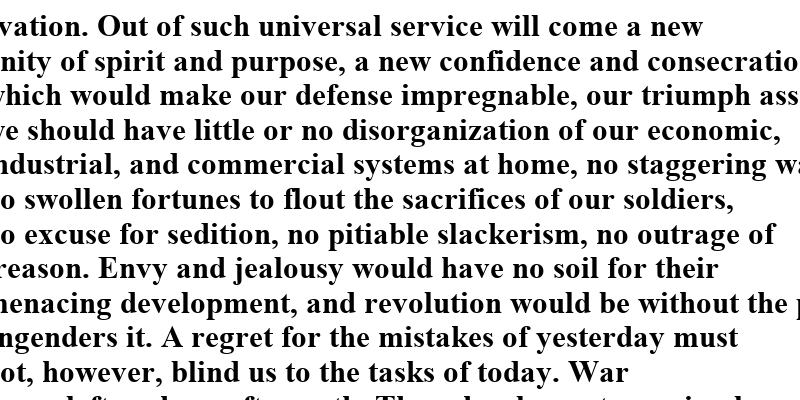 vation. Out of such universal service will come a new
nity of spirit and purpose, a new confidence and consecratio
which would make our defense impregnable, our triumph ass
we should have little or no disorganization of our economic,
ndustrial, and commercial systems at home, no staggering wa
o swollen fortunes to flout the sacrifices of our soldiers,
o excuse for sedition, no pitiable slackerism, no outrage of
reason. Envy and jealousy would have no soil for their
menacing development, and revolution would be without the p
ngenders it. A regret for the mistakes of yesterday must
ot, however, blind us to the tasks of today. War